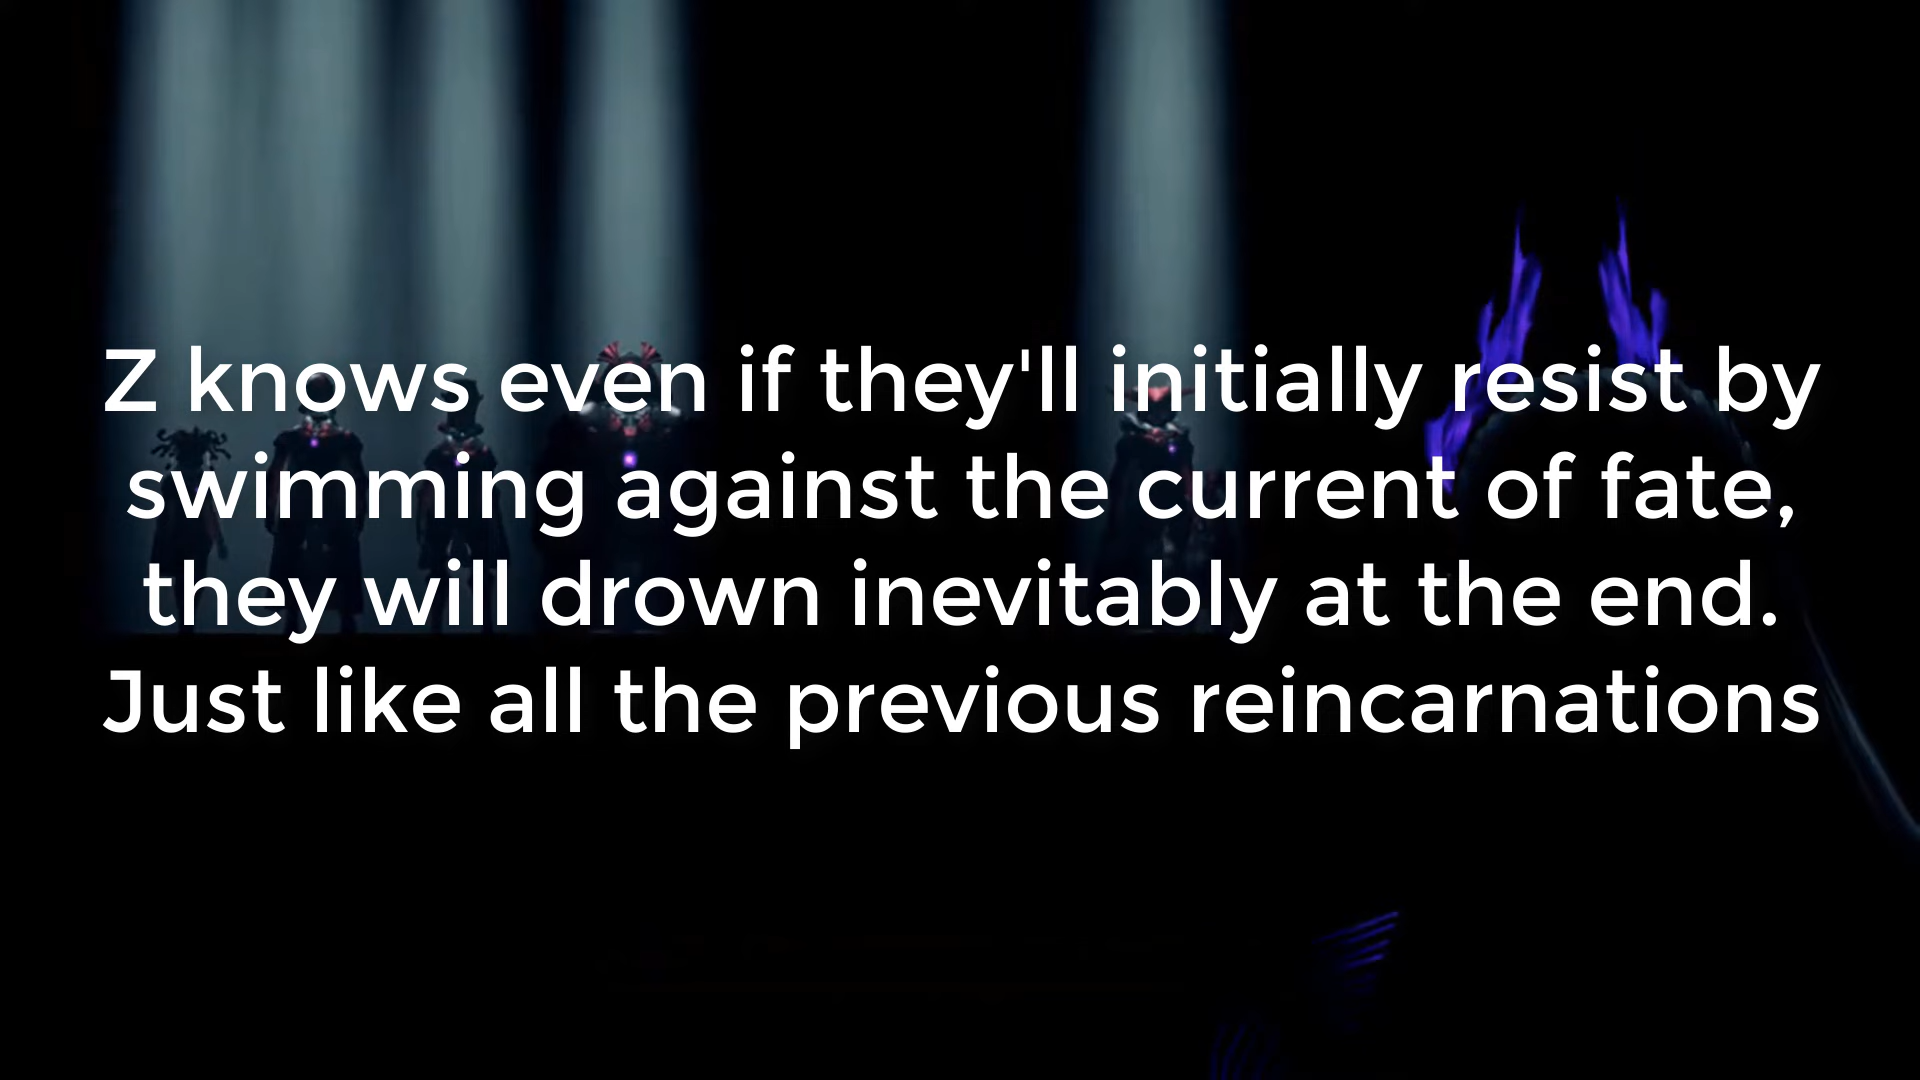 Z knows even if they'll initially resist by
swimming against the current of fate,
they will drown inevitably at the end.
Just like all the previous reincarnations